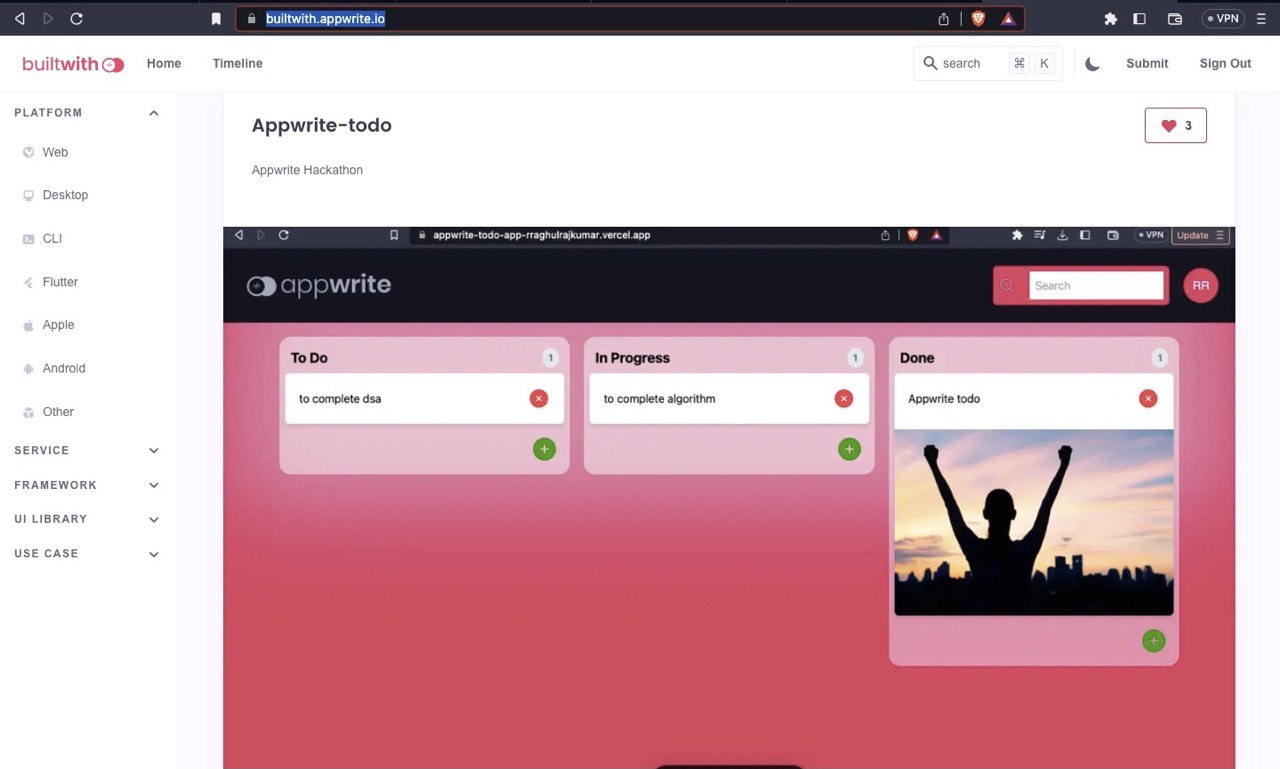 builtwith.appwrite.io
VPN
builtwith
Home
Timeline
search
⌘
K
Submit
Sign Out
PLATFORM
Web
Desktop
CLI
Flutter
Apple
Android
Other
SERVICE
FRAMEWORK
UI LIBRARY
USE CASE
Appwrite-todo
3
Appwrite Hackathon
appwrite-todo-app-rraghulrajkumar.vercel.app
VPN
Update
appwrite
Search
RR
To Do
1
to complete dsa
In Progress
1
to complete algorithm
Done
1
Appwrite todo